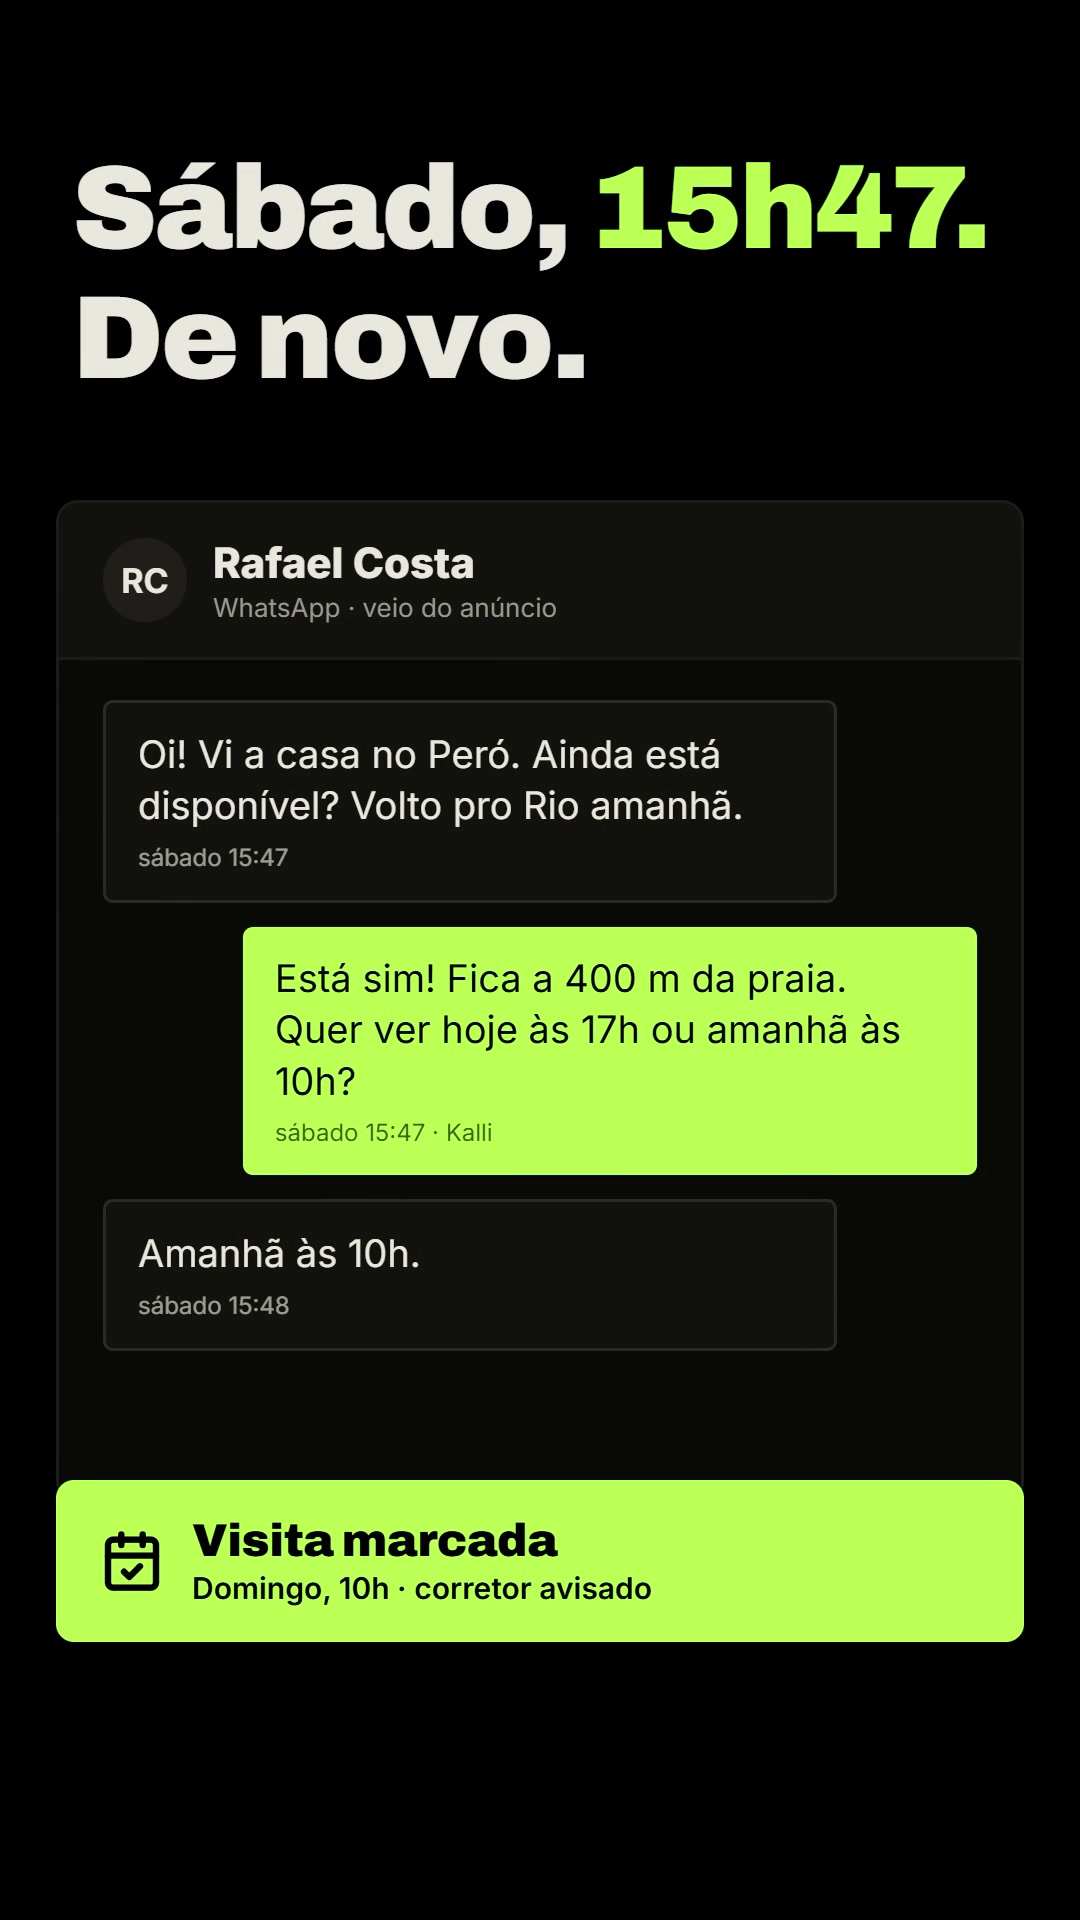 Sábado, 15h47.
De novo.
RC
Rafael Costa
WhatsApp · veio do anúncio
Oi! Vi a casa no Peró. Ainda está
disponível? Volto pro Rio amanhã.
sábado 15:47
Está sim! Fica a 400 m da praia.
Quer ver hoje às 17h ou amanhã às
10h?
sábado 15:47 · Kalli
Amanhã às 10h.
sábado 15:48
Visita marcada
Domingo, 10h · corretor avisado